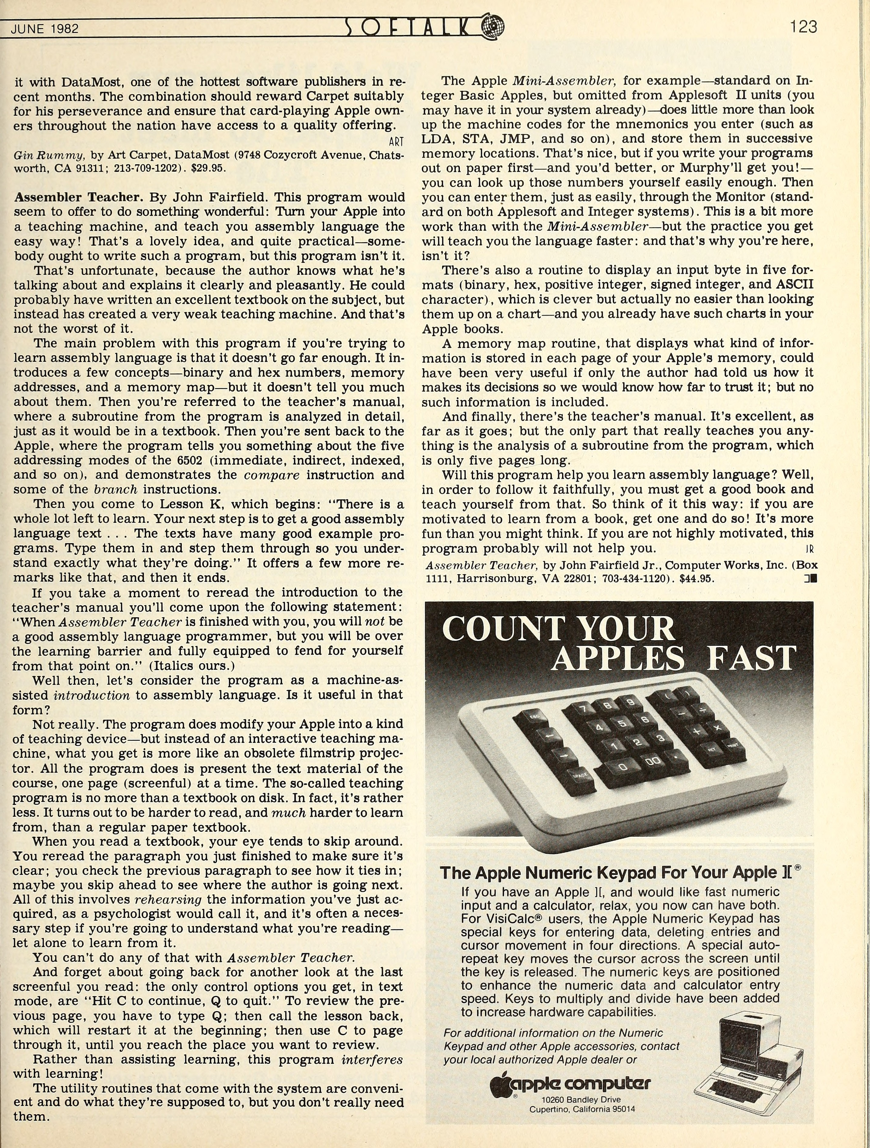 JUNE 1982
SOFTALK
123
it with DataMost, one of the hottest software publishers in re-
cent months. The combination should reward Carpet suitably
for his perseverance and ensure that card-playing Apple own-
ers throughout the nation have access to a quality offering.
ART
Gin Rummy, by Art Carpet, DataMost (9748 Cozycroft Avenue, Chats-
worth, CA 91311; 213-709-1202). $29.95.
Assembler Teacher. By John Fairfield. This program would
seem to offer to do something wonderful: Turn your Apple into
a teaching machine, and teach you assembly language the
easy way! That's a lovely idea, and quite practical—some-
body ought to write such a program, but this program isn't it.
That's unfortunate, because the author knows what he's
talking about and explains it clearly and pleasantly. He could
probably have written an excellent textbook on the subject, but
instead has created a very weak teaching machine. And that's
not the worst of it.
The main problem with this program if you're trying to
learn assembly language is that it doesn't go far enough. It in-
troduces a few concepts—binary and hex numbers, memory
addresses, and a memory map—but it doesn't tell you much
about them. Then you're referred to the teacher's manual,
where a subroutine from the program is analyzed in detail,
just as it would be in a textbook. Then you're sent back to the
Apple, where the program tells you something about the five
addressing modes of the 6502 (immediate, indirect, indexed,
and so on), and demonstrates the compare instruction and
some of the branch instructions.
Then you come to Lesson K, which begins: "There is a
whole lot left to learn. Your next step is to get a good assembly
language text . . . The texts have many good example pro-
grams. Type them in and step them through so you under-
stand exactly what they're doing." It offers a few more re-
marks like that, and then it ends.
If you take a moment to reread the introduction to the
teacher's manual you'll come upon the following statement:
"When Assembler Teacher is finished with you, you will not be
a good assembly language programmer, but you will be over
the learning barrier and fully equipped to fend for yourself
from that point on." (Italics ours.)
Well then, let's consider the program as a machine-as-
sisted introduction to assembly language. Is it useful in that
form?
Not really. The program does modify your Apple into a kind
of teaching device—but instead of an interactive teaching ma-
chine, what you get is more like an obsolete filmstrip projec-
tor. All the program does is present the text material of the
course, one page (screenful) at a time. The so-called teaching
program is no more than a textbook on disk. In fact, it's rather
less. It turns out to be harder to read, and much harder to learn
from, than a regular paper textbook.
When you read a textbook, your eye tends to skip around.
You reread the paragraph you just finished to make sure it's
clear; you check the previous paragraph to see how it ties in;
maybe you skip ahead to see where the author is going next.
All of this involves rehearsing the information you've just ac-
quired, as a psychologist would call it, and it's often a neces-
sary step if you're going to understand what you're reading—
let alone to learn from it.
You can't do any of that with Assembler Teacher.
And forget about going back for another look at the last
screenful you read: the only control options you get, in text
mode, are "Hit C to continue, Q to quit." To review the pre-
vious page, you have to type Q; then call the lesson back,
which will restart it at the beginning; then use C to page
through it, until you reach the place you want to review.
Rather than assisting learning, this program interferes
with learning!
The utility routines that come with the system are conveni-
ent and do what they're supposed to, but you don't really need
them.
The Apple Mini-Assembler, for example—standard on In-
teger Basic Apples, but omitted from Applesoft II units (you
may have it in your system already)—does little more than look
up the machine codes for the mnemonics you enter (such as
LDA, STA, JMP, and so on), and store them in successive
memory locations. That's nice, but if you write your programs
out on paper first—and you'd better, or Murphy'll get you!—
you can look up those numbers yourself easily enough. Then
you can enter them, just as easily, through the Monitor (stand-
ard on both Applesoft and Integer systems). This is a bit more
work than with the Mini-Assembler—but the practice you get
will teach you the language faster: and that's why you're here,
isn't it?
There's also a routine to display an input byte in five for-
mats (binary, hex, positive integer, signed integer, and ASCII
character), which is clever but actually no easier than looking
them up on a chart—and you already have such charts in your
Apple books.
A memory map routine, that displays what kind of infor-
mation is stored in each page of your Apple's memory, could
have been very useful if only the author had told us how it
makes its decisions so we would know how far to trust it; but no
such information is included.
And finally, there's the teacher's manual. It's excellent, as
far as it goes; but the only part that really teaches you any-
thing is the analysis of a subroutine from the program, which
is only five pages long.
Will this program help you learn assembly language? Well,
in order to follow it faithfully, you must get a good book and
teach yourself from that. So think of it this way: if you are
motivated to learn from a book, get one and do so! It's more
fun than you might think. If you are not highly motivated, this
program probably will not help you.
IR
Assembler Teacher, by John Fairfield Jr., Computer Works, Inc. (Box
1111, Harrisonburg, VA 22801; 703-434-1120). $44.95.
COUNT YOUR
APPLES FAST
7 8 9
4 5 6
1 2 3
0 00 .
The Apple Numeric Keypad For Your Apple ][®
If you have an Apple ][, and would like fast numeric
input and a calculator, relax, you now can have both.
For VisiCalc® users, the Apple Numeric Keypad has
special keys for entering data, deleting entries and
cursor movement in four directions. A special auto-
repeat key moves the cursor across the screen until
the key is released. The numeric keys are positioned
to enhance the numeric data and calculator entry
speed. Keys to multiply and divide have been added
to increase hardware capabilities.
For additional information on the Numeric
Keypad and other Apple accessories, contact
your local authorized Apple dealer or
apple computer
10260 Bandley Drive
Cupertino, California 95014